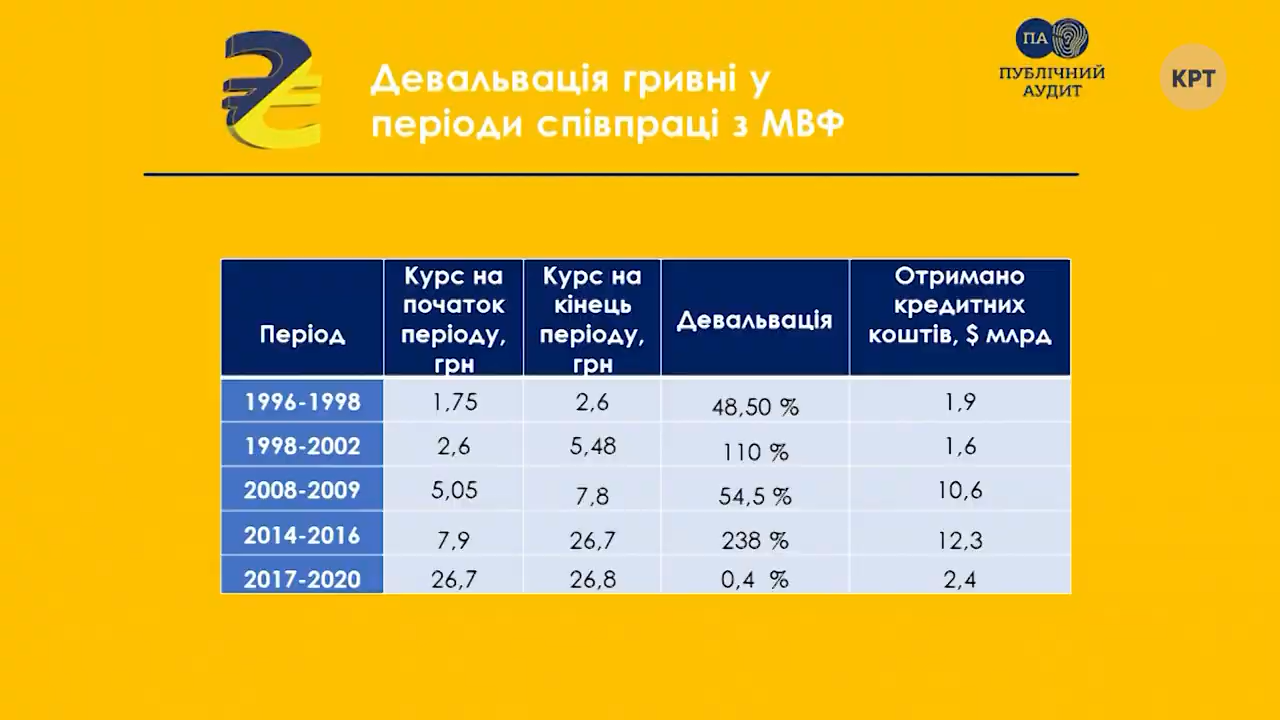 Девальвація гривні у
періоди співпраці з МВФ
ПА
ПУБЛІЧНИЙ
АУДИТ
КРТ
Період
Курс на
початок
періоду,
грн
Курс на
кінець
періоду,
грн
Девальвація
Отримано
кредитних
коштів, $ млрд
1996-1998 1,75 2,6 48,50 % 1,9
1998-2002 2,6 5,48 110 % 1,6
2008-2009 5,05 7,8 54,5 % 10,6
2014-2016 7,9 26,7 238 % 12,3
2017-2020 26,7 26,8 0,4 % 2,4